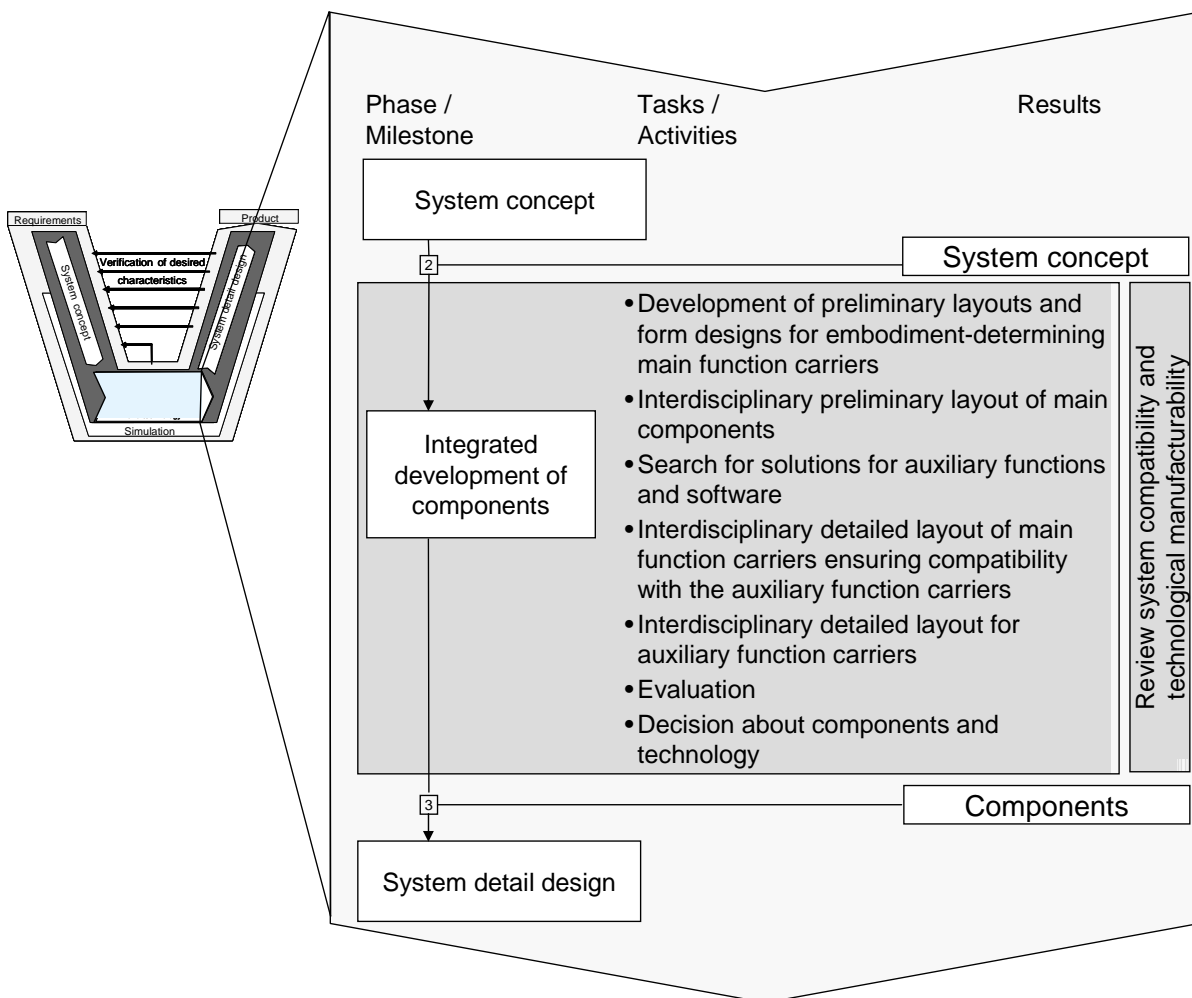 Phase /
Milestone
Tasks /
Activities
Results
System concept
2
System concept
Requirements
Product
Verification of desired
characteristics
System concept
System detail design
Simulation
Integrated
development of
components
•Development of preliminary layouts and
form designs for embodiment-determining
main function carriers
•Interdisciplinary preliminary layout of main
components
•Search for solutions for auxiliary functions
and software
•Interdisciplinary detailed layout of main
function carriers ensuring compatibility
with the auxiliary function carriers
•Interdisciplinary detailed layout for
auxiliary function carriers
•Evaluation
•Decision about components and
technology
Review system compatibility and
technological manufacturability
3
Components
System detail design